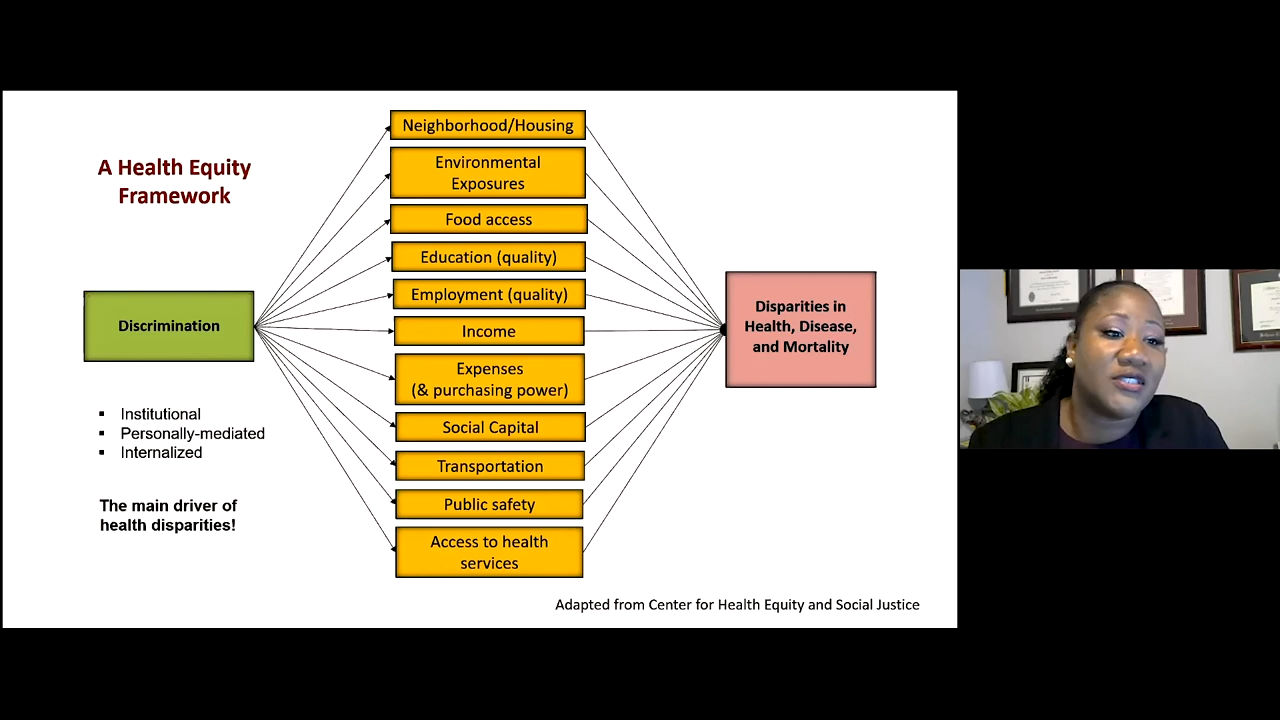 A Health Equity
Framework
Discrimination
▪ Institutional
▪ Personally-mediated
▪ Internalized
The main driver of
health disparities!
Neighborhood/Housing
Environmental
Exposures
Food access
Education (quality)
Employment (quality)
Income
Expenses
(& purchasing power)
Social Capital
Transportation
Public safety
Access to health
services
Disparities in
Health, Disease,
and Mortality
Adapted from Center for Health Equity and Social Justice